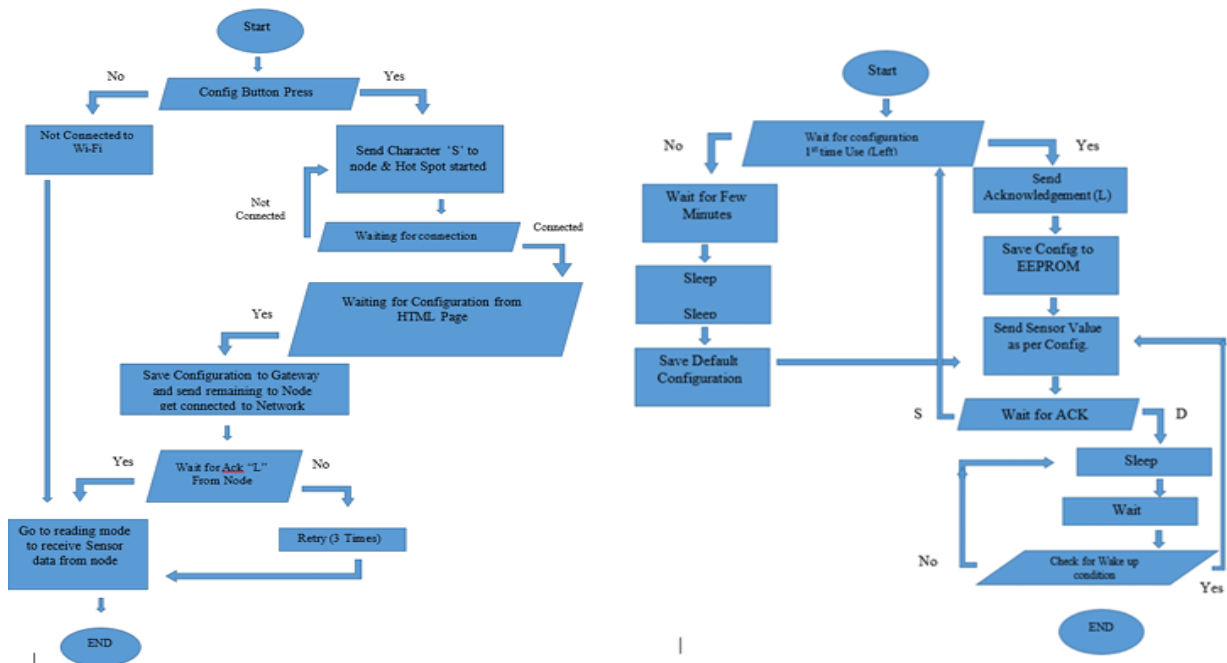 Start
No
Yes
Config Button Press
Not Connected to
Wi-Fi
Send Character ‘S’ to
node & Hot Spot started
Not
Connected
Connected
Waiting for connection
Waiting for Configuration from
HTML Page
Yes
Save Configuration to Gateway
and send remaining to Node
get connected to Network
Yes
Wait for Ack “L”
From Node
No
Go to reading mode
to receive Sensor
data from node
Retry (3 Times)
END
Start
Wait for configuration
1st time Use (Left)
No
Yes
Wait for Few
Minutes
Send
Acknowledgement (L)
Sleep
Sleep
Save Config to
EEPROM
Save Default
Configuration
Send Sensor Value
as per Config.
S
Wait for ACK
D
Sleep
Wait
No
Check for Wake up
condition
Yes
END